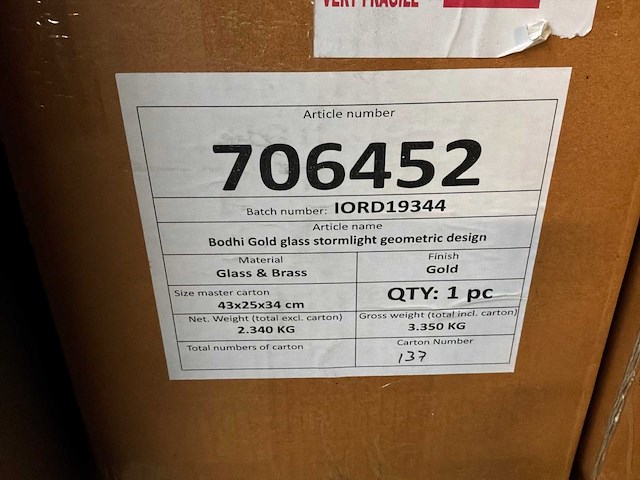 VERY FRAGILE
Article number
706452
Batch number: IORD19344
Article name
Bodhi Gold glass stormlight geometric design
Material
Glass & Brass
Finish
Gold
Size master carton
43x25x34 cm
QTY: 1 pc
Net. Weight (total excl. carton)
2.340 KG
Gross weight (total incl. carton)
3.350 KG
Total numbers of carton
Carton Number
137